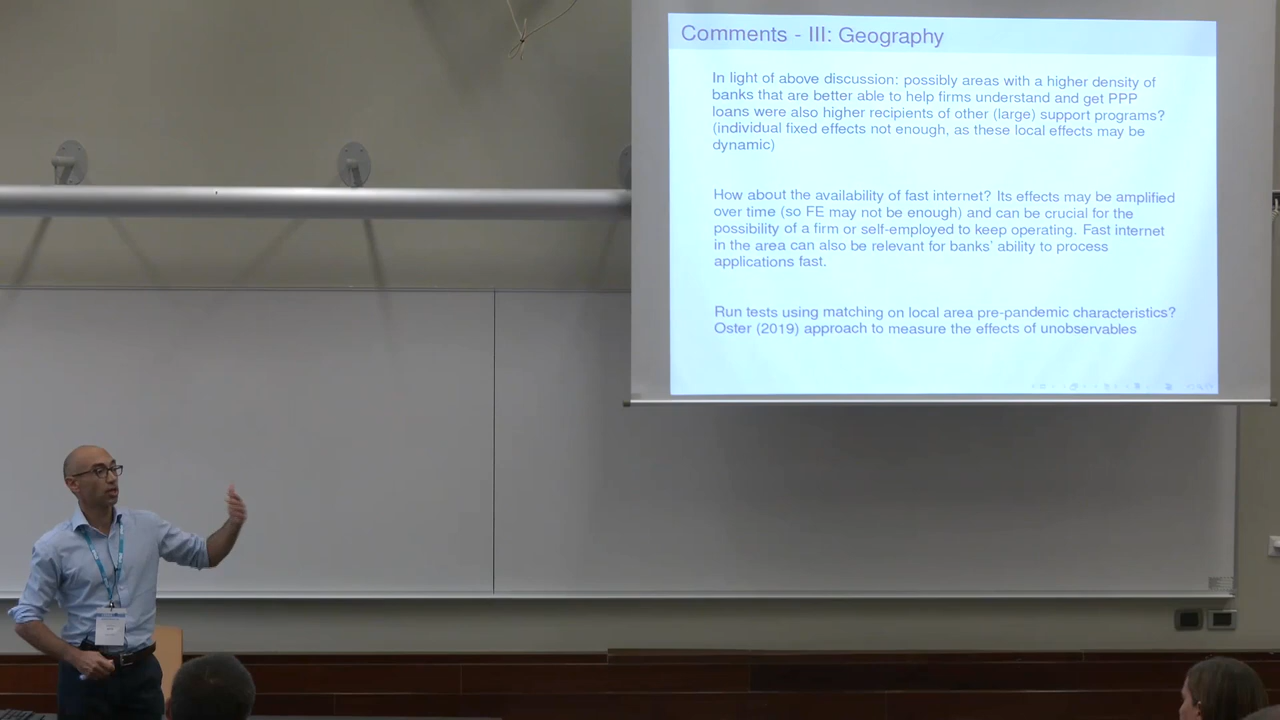 Comments - III: Geography
In light of above discussion: possibly areas with a higher density of
banks that are better able to help firms understand and get PPP
loans were also higher recipients of other (large) support programs?
(individual fixed effects not enough, as these local effects may be
dynamic)
How about the availability of fast internet? Its effects may be amplified
over time (so FE may not be enough) and can be crucial for the
possibility of a firm or self-employed to keep operating. Fast internet
in the area can also be relevant for banks' ability to process
applications fast.
Run tests using matching on local area pre-pandemic characteristics?
Oster (2019) approach to measure the effects of unobservables